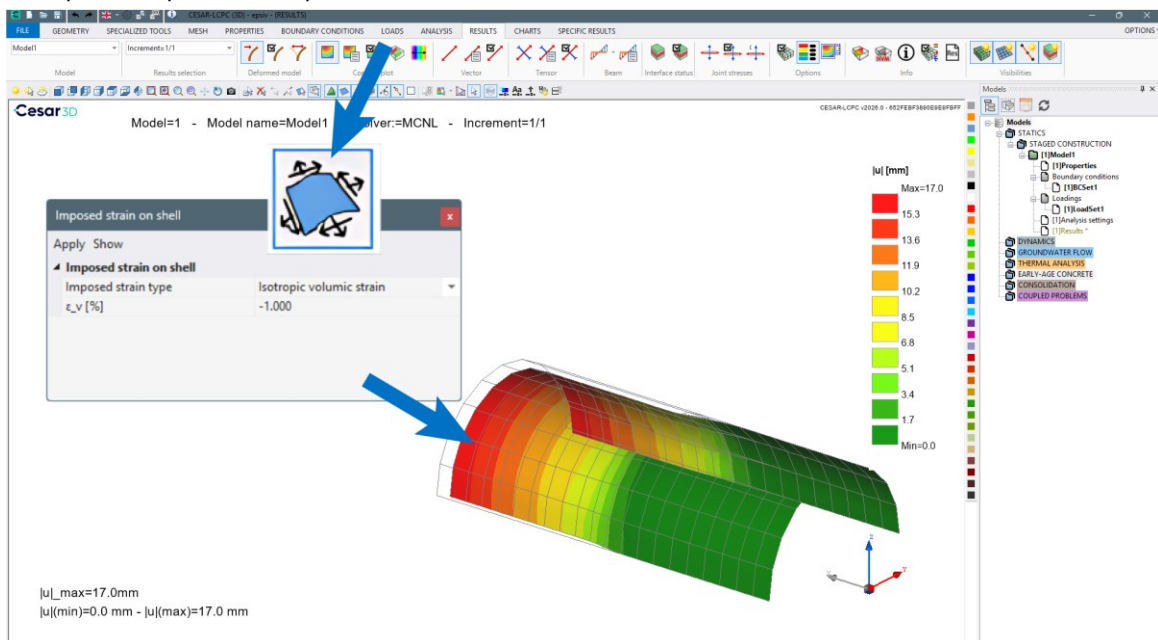 CESAR-LCPC (3D) - epsiv - (RESULTS)
FILE GEOMETRY SPECIALIZED TOOLS MESH PROPERTIES BOUNDARY CONDITIONS LOADS ANALYSIS RESULTS CHARTS SPECIFIC RESULTS OPTIONS
Model1 Increment: 1/1
Model Results selection Deformed model Vector Tensor Beam Interface status Joint stresses Options Info Visibilities
Cesar3D
Model=1 - Model name=Model1 Solver:=MCNL - Increment=1/1
Imposed strain on shell
Apply Show
Imposed strain on shell
Imposed strain type Isotropic volumic strain
ε_v [%] -1.000
|u| [mm]
Max=17.0
15.3
13.6
11.9
10.2
8.5
6.8
5.1
3.4
1.7
Min=0.0
|u|_max=17.0mm
|u|(min)=0.0 mm - |u|(max)=17.0 mm
Models
Models
STATICS
STAGED CONSTRUCTION
[1]Model1
[1]Properties
Boundary conditions
[1]BCSet1
Loadings
[1]LoadSet1
[1]Analysis settings
[1]Results *
DYNAMICS
GROUNDWATER FLOW
THERMAL ANALYSIS
EARLY-AGE CONCRETE
CONSOLIDATION
COUPLED PROBLEMS